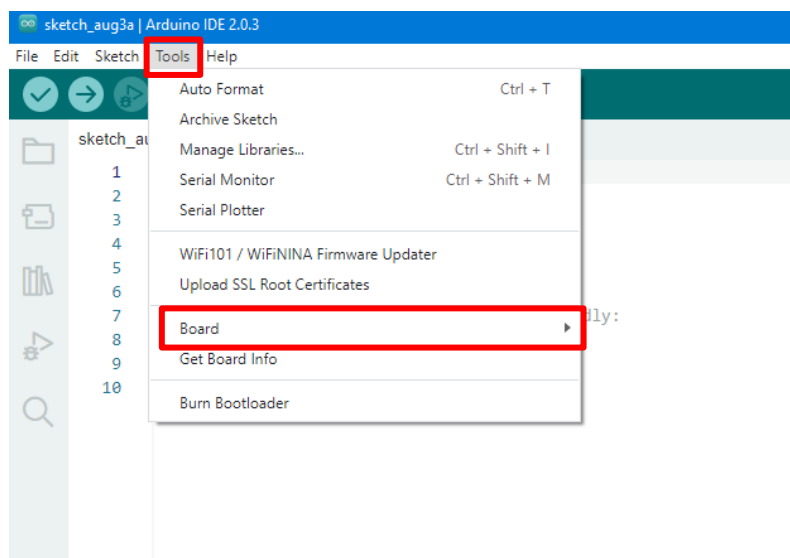 sketch_aug3a | Arduino IDE 2.0.3
File Edit Sketch Tools Help
Auto Format Ctrl + T
Archive Sketch
sketch_au
Manage Libraries... Ctrl + Shift + I
1
Serial Monitor Ctrl + Shift + M
2
Serial Plotter
3
4
WiFi101 / WiFiNINA Firmware Updater
5
Upload SSL Root Certificates
6
7 dly:
Board
8
Get Board Info
9
10
Burn Bootloader